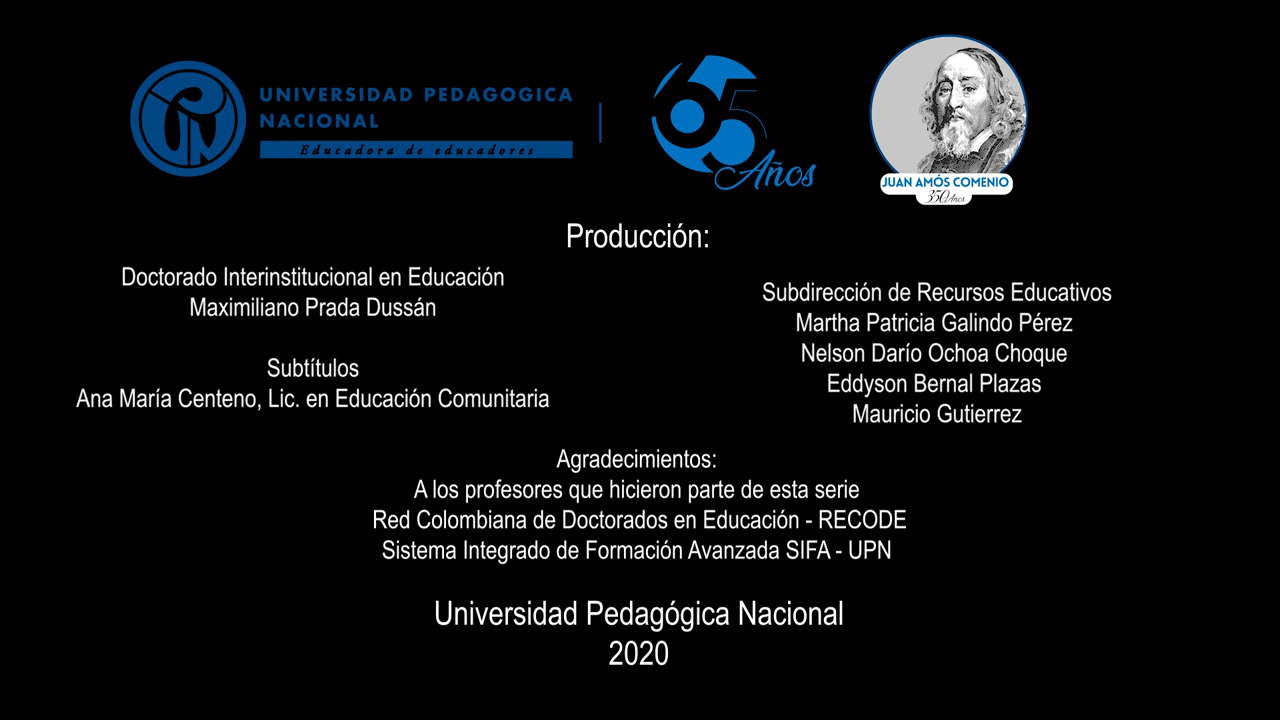 UNIVERSIDAD PEDAGOGICA
NACIONAL
Educadora de educadores
65
Años
JUAN AMÓS COMENIO
350 Años
Producción:
Doctorado Interinstitucional en Educación
Maximiliano Prada Dussán
Subtítulos
Ana María Centeno, Lic. en Educación Comunitaria
Subdirección de Recursos Educativos
Martha Patricia Galindo Pérez
Nelson Darío Ochoa Choque
Eddyson Bernal Plazas
Mauricio Gutierrez
Agradecimientos:
A los profesores que hicieron parte de esta serie
Red Colombiana de Doctorados en Educación - RECODE
Sistema Integrado de Formación Avanzada SIFA - UPN
Universidad Pedagógica Nacional
2020